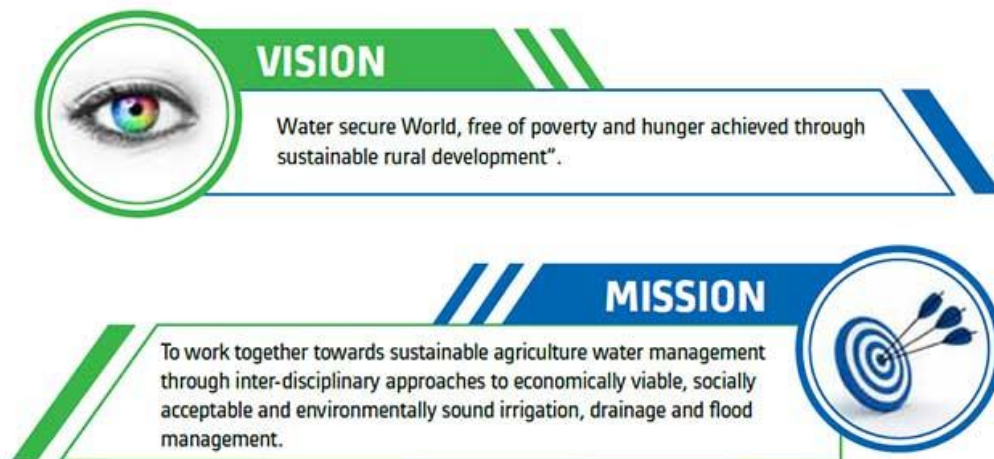 VISION
Water secure World, free of poverty and hunger achieved through
sustainable rural development”.
MISSION
To work together towards sustainable agriculture water management
through inter-disciplinary approaches to economically viable, socially
acceptable and environmentally sound irrigation, drainage and flood
management.